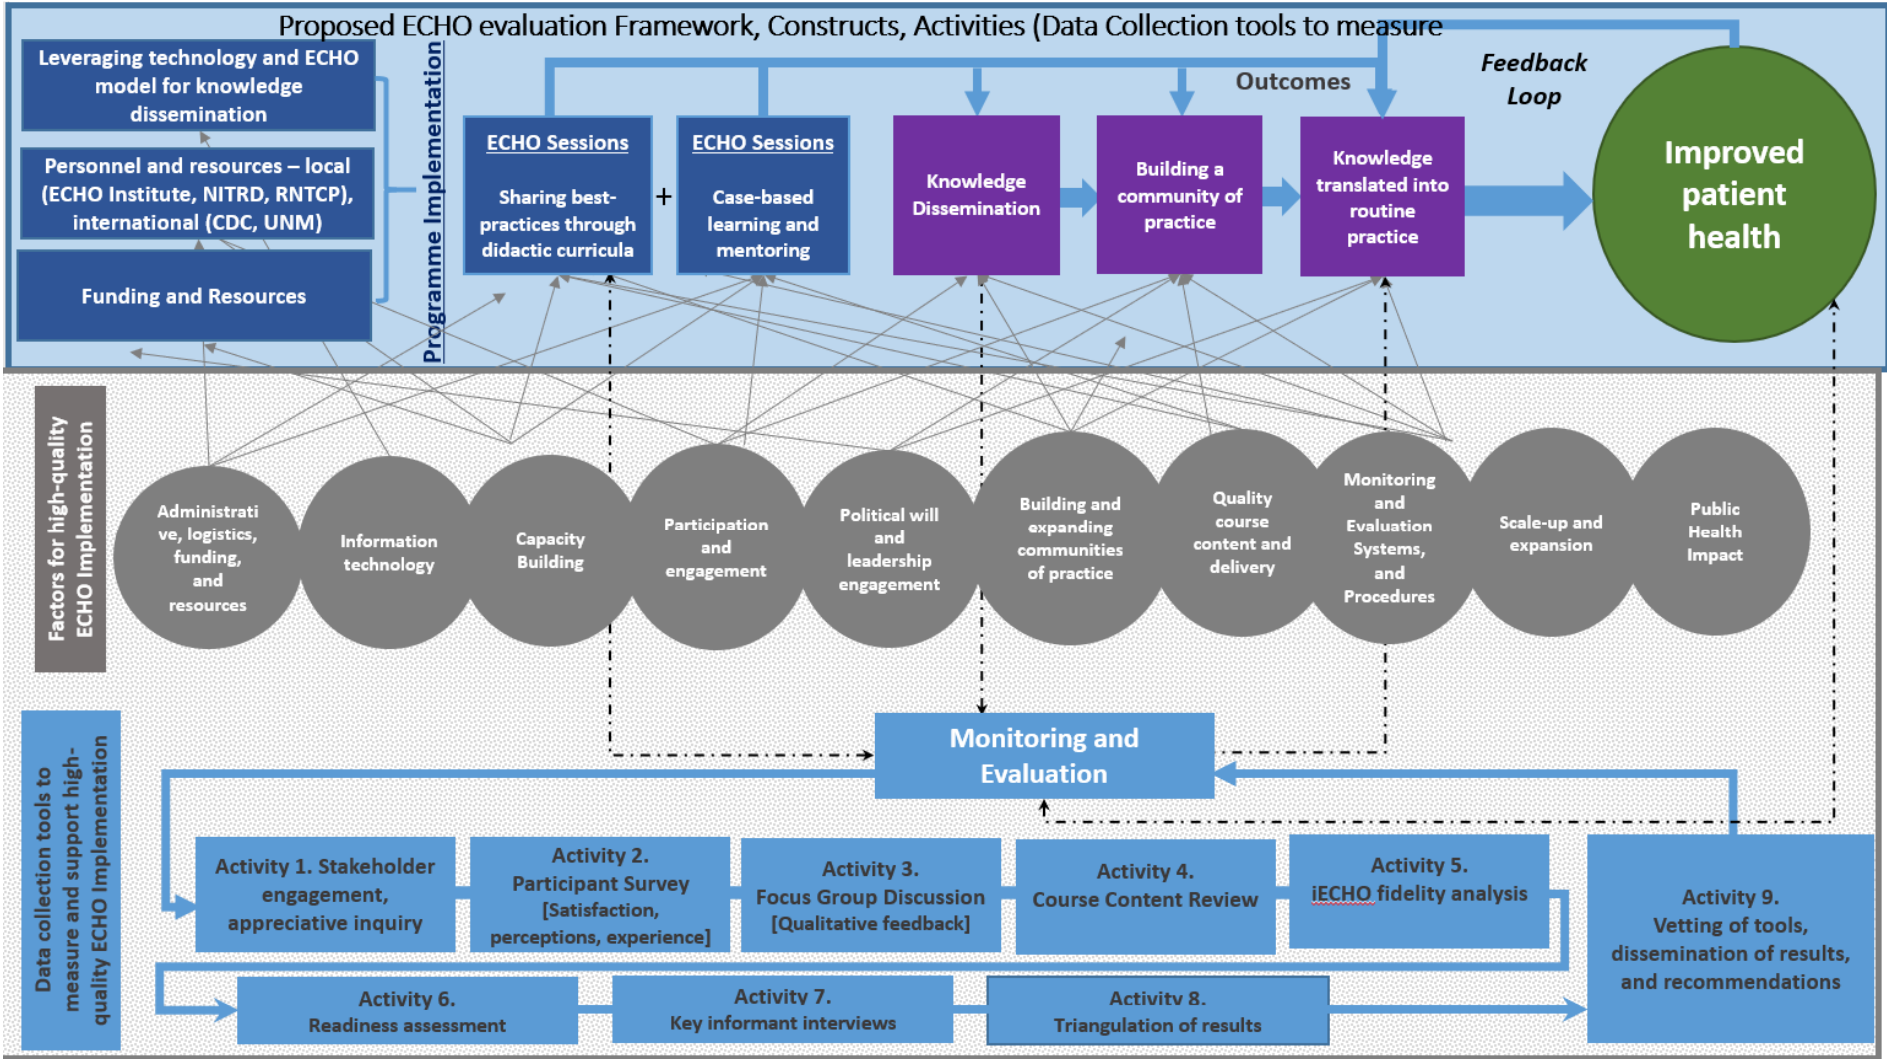 Proposed ECHO evaluation Framework, Constructs, Activities (Data Collection tools to measure
Leveraging technology and ECHO
model for knowledge
dissemination
Personnel and resources – local
(ECHO Institute, NITRD, RNTCP),
international (CDC, UNM)
Funding and Resources
Programme Implementation
ECHO Sessions
Sharing best-
practices through
didactic curricula
+
ECHO Sessions
Case-based
learning and
mentoring
Outcomes
Knowledge
Dissemination
Building a
community of
practice
Knowledge
translated into
routine
practice
Feedback
Loop
Improved
patient
health
Factors for high-quality
ECHO Implementation
Administrati
ve, logistics,
funding,
and
resources
Information
technology
Capacity
Building
Participation
and
engagement
Political will
and
leadership
engagement
Building and
expanding
communities
of practice
Quality
course
content and
delivery
Monitoring
and
Evaluation
Systems,
and
Procedures
Scale-up and
expansion
Public
Health
Impact
Data collection tools to
measure and support high-
quality ECHO Implementation
Monitoring and
Evaluation
Activity 1. Stakeholder
engagement,
appreciative inquiry
Activity 2.
Participant Survey
[Satisfaction,
perceptions, experience]
Activity 3.
Focus Group Discussion
[Qualitative feedback]
Activity 4.
Course Content Review
Activity 5.
iECHO fidelity analysis
Activity 6.
Readiness assessment
Activity 7.
Key informant interviews
Activity 8.
Triangulation of results
Activity 9.
Vetting of tools,
dissemination of results,
and recommendations